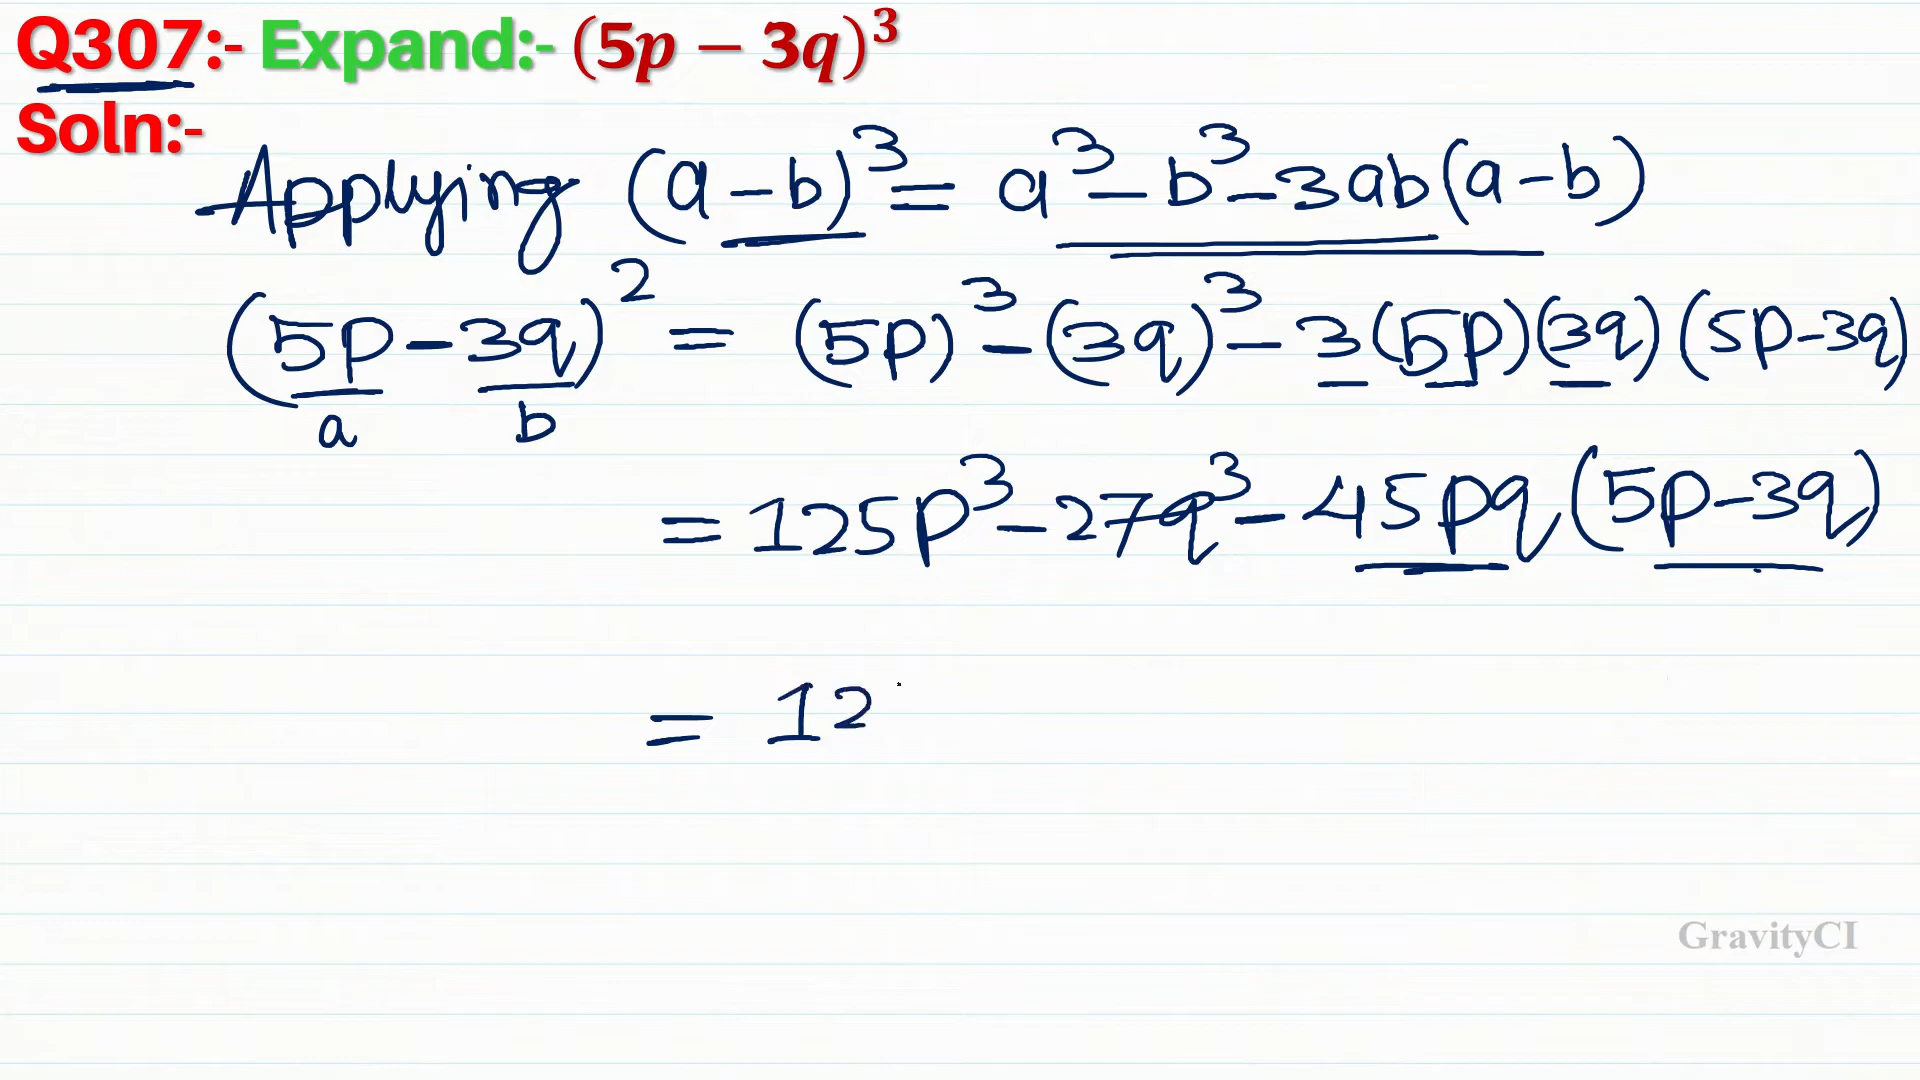 Q307:- Expand:- (5p − 3q)³
Soln:-
Applying (a-b)³ = a³-b³-3ab(a-b)
(5p-3q)² = (5p)³-(3q)³-3(5p)(3q)(5p-3q)
a b
= 125p³-27q³-45pq(5p-3q)
= 12
GravityCI